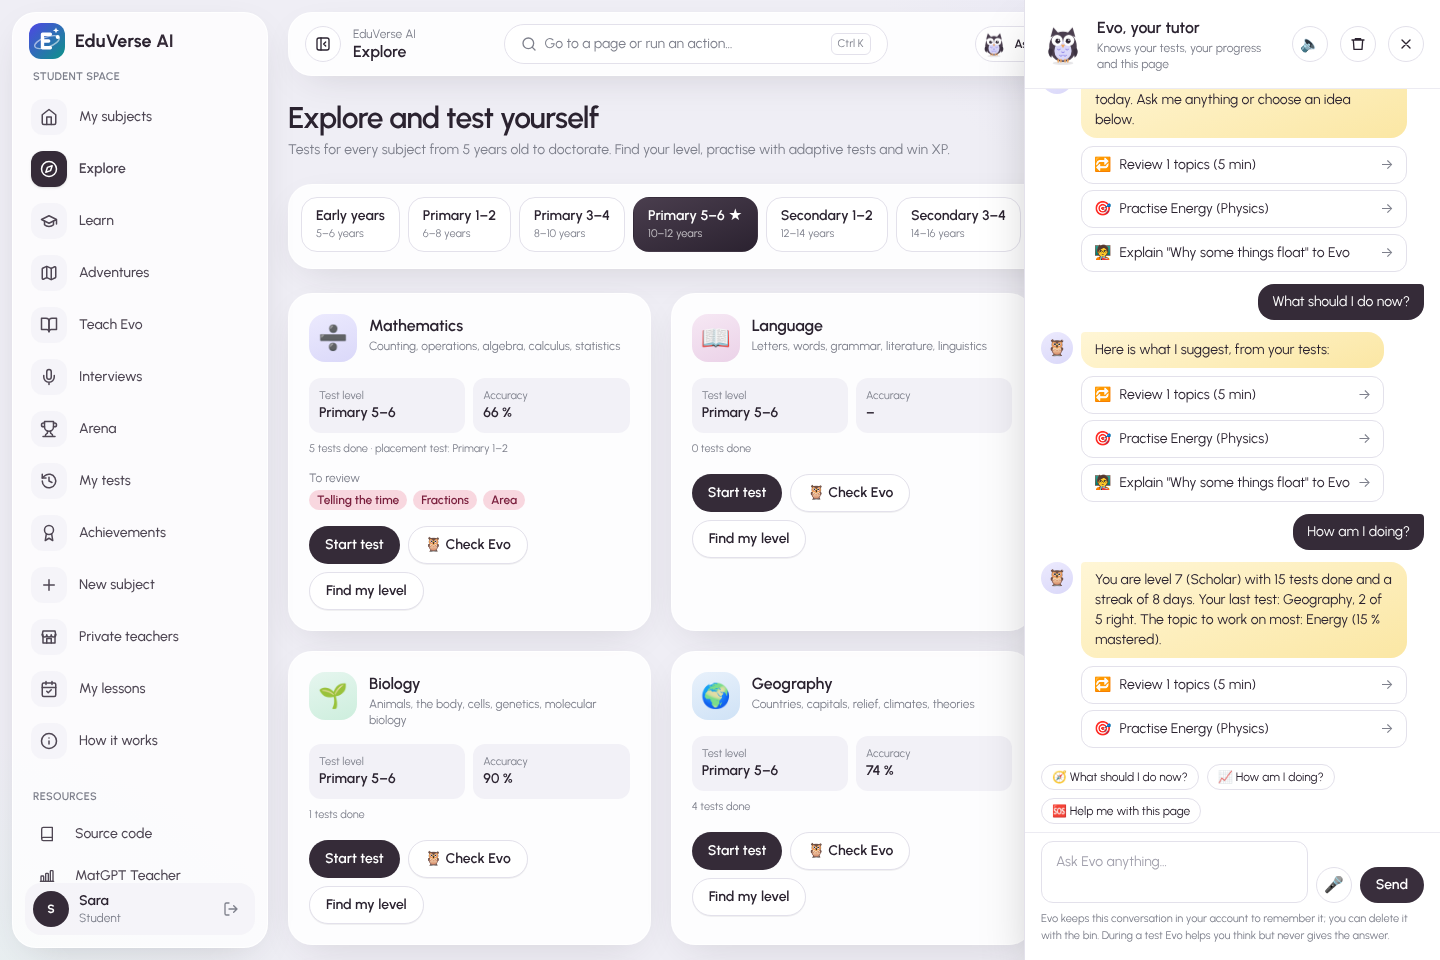 EduVerse AI
STUDENT SPACE
My subjects
Explore
Learn
Adventures
Teach Evo
Interviews
Arena
My tests
Achievements
New subject
Private teachers
My lessons
How it works
RESOURCES
Source code
MatGPT Teacher
S
Sara
Student
EduVerse AI
Explore
Go to a page or run an action...
Ctrl K
Explore and test yourself
Tests for every subject from 5 years old to doctorate. Find your level, practise with adaptive tests and win XP.
Early years
5–6 years
Primary 1–2
6–8 years
Primary 3–4
8–10 years
Primary 5–6 ★
10–12 years
Secondary 1–2
12–14 years
Secondary 3–4
14–16 years
Mathematics
Counting, operations, algebra, calculus, statistics
Test level
Primary 5–6
Accuracy
66 %
5 tests done · placement test: Primary 1–2
To review
Telling the time
Fractions
Area
Start test
Check Evo
Find my level
Language
Letters, words, grammar, literature, linguistics
Test level
Primary 5–6
Accuracy
–
0 tests done
Start test
Check Evo
Find my level
Biology
Animals, the body, cells, genetics, molecular
biology
Test level
Primary 5–6
Accuracy
90 %
1 tests done
Start test
Check Evo
Find my level
Geography
Countries, capitals, relief, climates, theories
Test level
Primary 5–6
Accuracy
74 %
4 tests done
Start test
Check Evo
Find my level
Evo, your tutor
Knows your tests, your progress
and this page
today. Ask me anything or choose an idea
below.
Review 1 topics (5 min)
Practise Energy (Physics)
Explain "Why some things float" to Evo
What should I do now?
Here is what I suggest, from your tests:
Review 1 topics (5 min)
Practise Energy (Physics)
Explain "Why some things float" to Evo
How am I doing?
You are level 7 (Scholar) with 15 tests done and a
streak of 8 days. Your last test: Geography, 2 of
5 right. The topic to work on most: Energy (15 %
mastered).
Review 1 topics (5 min)
Practise Energy (Physics)
What should I do now?
How am I doing?
SOS Help me with this page
Ask Evo anything...
Send
Evo keeps this conversation in your account to remember it; you can delete it
with the bin. During a test Evo helps you think but never gives the answer.